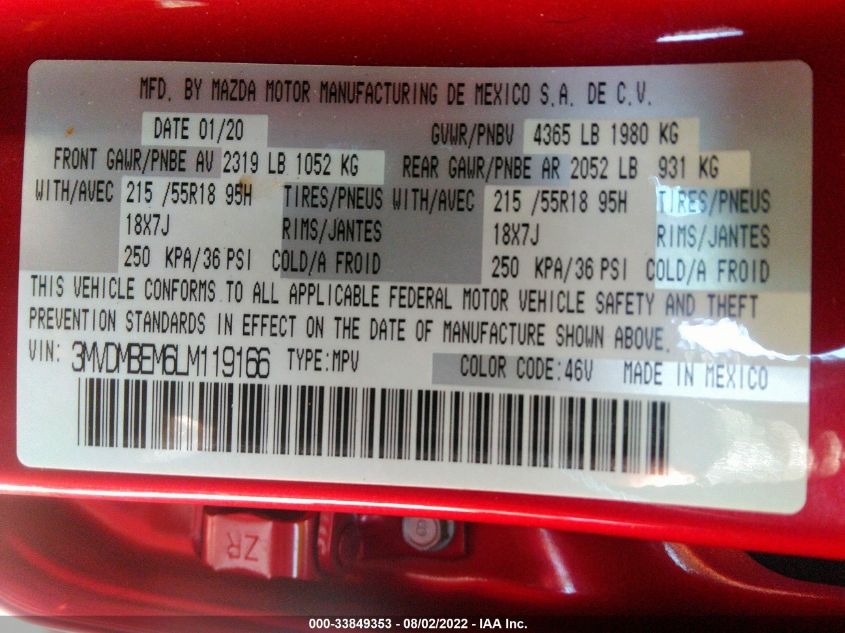 MFD. BY MAZDA MOTOR MANUFACTURING DE MEXICO S.A. DE C.V.
DATE 01/20 GVWR/PNBV 4365 LB 1980 KG
FRONT GAWR/PNBE AV 2319 LB 1052 KG REAR GAWR/PNBE AR 2052 LB 931 KG
WITH/AVEC 215 /55R18 95H TIRES/PNEUS WITH/AVEC 215 /55R18 95H TIRES/PNEUS
18X7J RIMS/JANTES 18X7J RIMS/JANTES
250 KPA/36 PSI COLD/A FROID 250 KPA/36 PSI COLD/A FROID
THIS VEHICLE CONFORMS TO ALL APPLICABLE FEDERAL MOTOR VEHICLE SAFETY AND THEFT
PREVENTION STANDARDS IN EFFECT ON THE DATE OF MANUFACTURE SHOWN ABOVE.
VIN: 3MVDMBEM6LM119166 TYPE:MPV COLOR CODE:46V MADE IN MEXICO
ZR
8
000-33849353 - 08/02/2022 - IAA Inc.